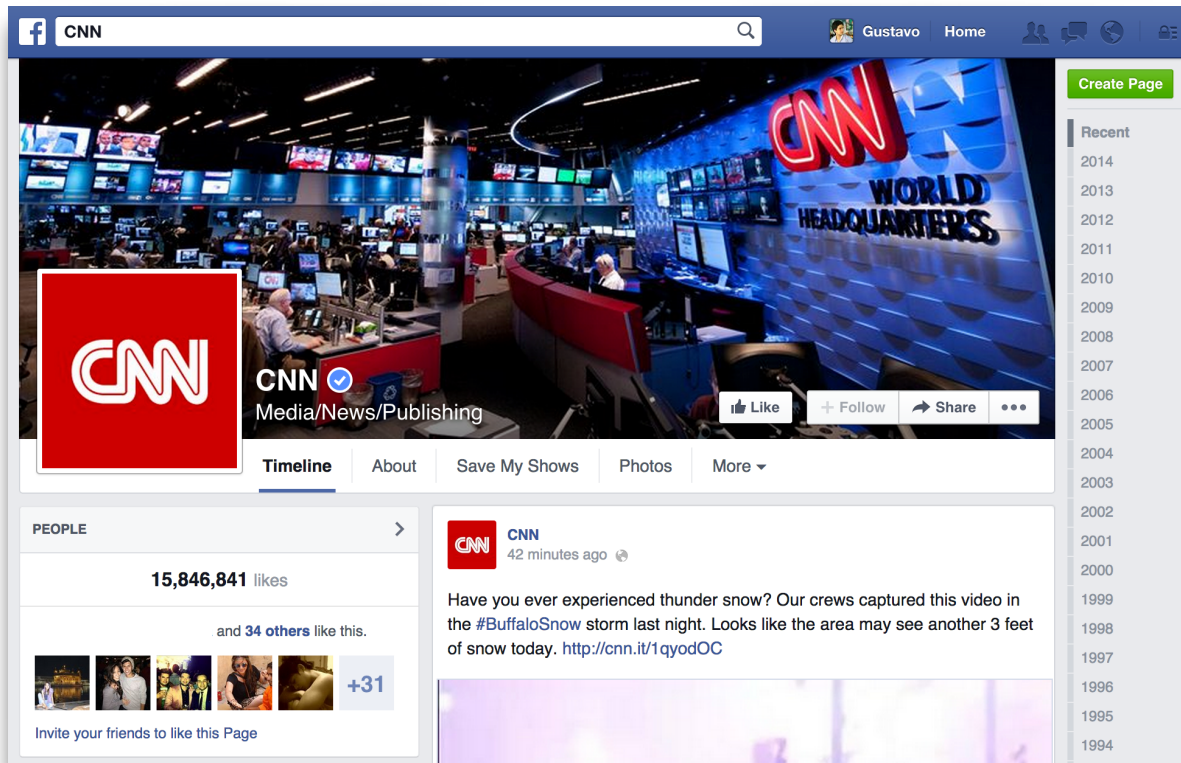 CNN
Gustavo
Home
Create Page
CNN
WORLD
HEADQUARTERS
CNN
CNN
Media/News/Publishing
Like
+ Follow
Share
Timeline
About
Save My Shows
Photos
More
Recent
2014
2013
2012
2011
2010
2009
2008
2007
2006
2005
2004
2003
2002
2001
2000
1999
1998
1997
1996
1995
1994
PEOPLE
15,846,841 likes
and 34 others like this.
+31
Invite your friends to like this Page
CNN
CNN
42 minutes ago
Have you ever experienced thunder snow? Our crews captured this video in
the #BuffaloSnow storm last night. Looks like the area may see another 3 feet
of snow today. http://cnn.it/1qyodOC